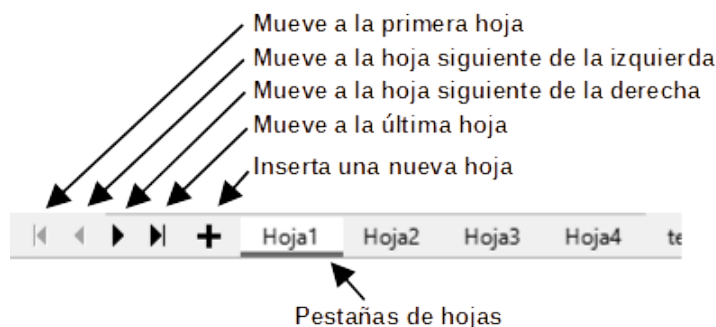 Mueve a la primera hoja
Mueve a la hoja siguiente de la izquierda
Mueve a la hoja siguiente de la derecha
Mueve a la última hoja
Inserta una nueva hoja
Hoja1 Hoja2 Hoja3 Hoja4 te
Pestañas de hojas